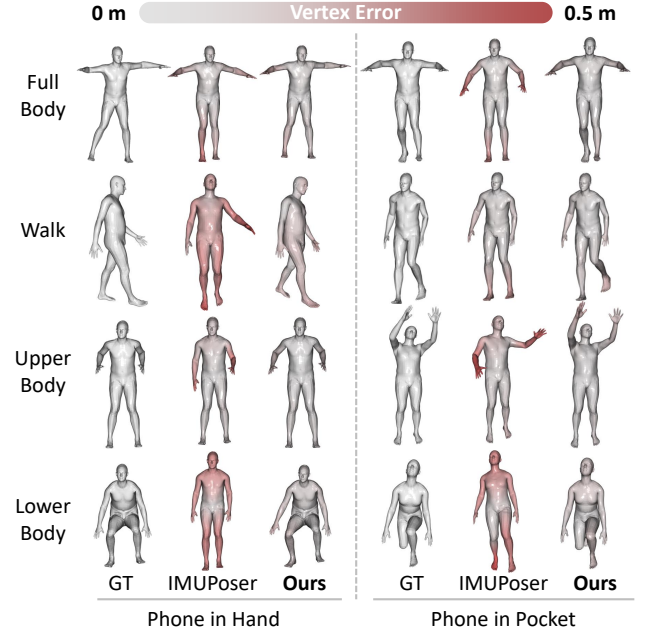 0 m Vertex Error 0.5 m
Full
Body
Walk
Upper
Body
Lower
Body
GT IMUPoser Ours GT IMUPoser Ours
Phone in Hand Phone in Pocket